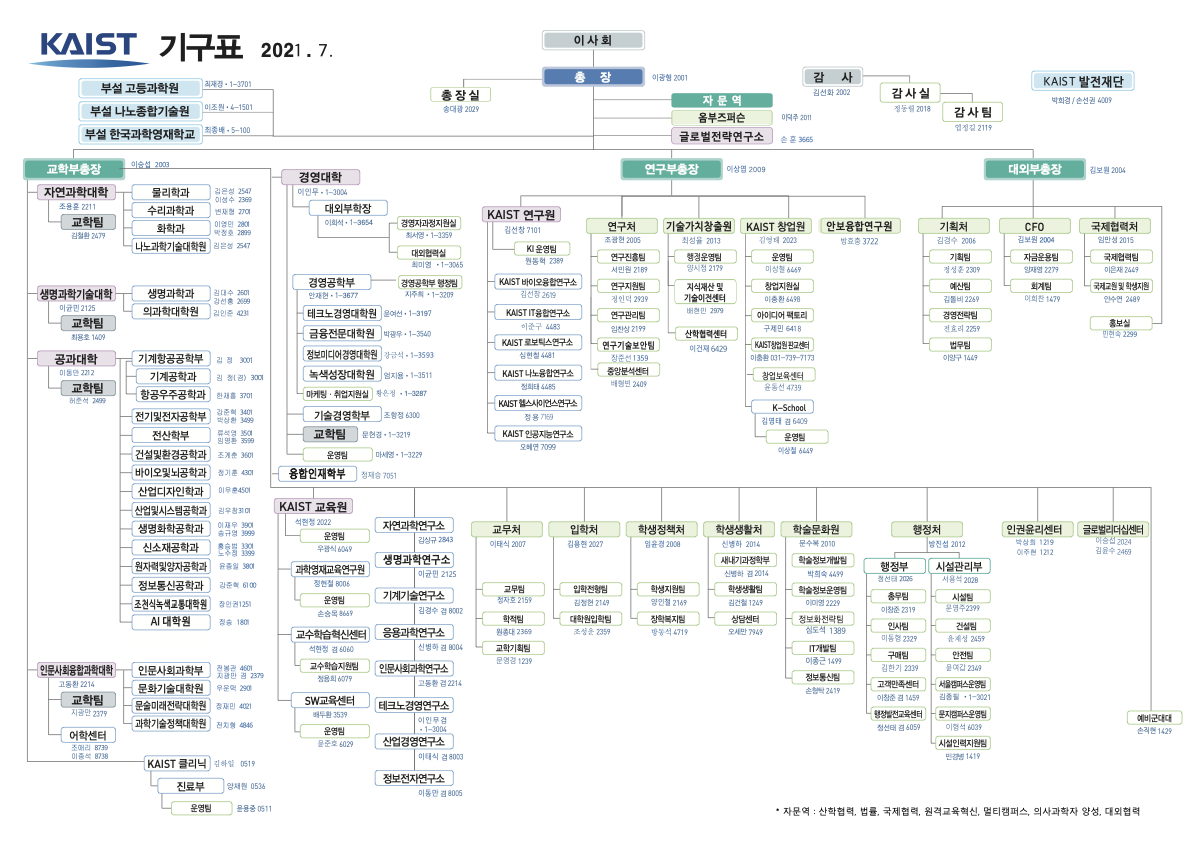 KAIST 기구표 2021. 7.
이사회
총 장
이광형 2001
총장실
송대광 2029
자문역
옴부즈퍼슨
이덕주 2011
글로벌전략연구소
손 훈 3665
감 사
김선화 2002
감사실
정동렬 2018
감사팀
염정길 2119
KAIST 발전재단
박희경 / 손선권 4009
부설 고등과학원
최재경 • 1-3701
부설 나노종합기술원
이조원 • 4-1501
부설 한국과학영재학교
최종배 • 5-100
교학부총장
이승섭 2003
자연과학대학
조용훈 2211
교학팀
김철환 2479
물리학과
김은성 2547
이성수 2369
수리과학과
변재형 2701
화학과
이영민 2801
박정호 2899
나노과학기술대학원
김은성 2547
생명과학기술대학
이균민 2125
교학팀
최용호 1409
생명과학과
김대수 2601
강선홍 2699
의과학대학원
김인준 4231
공과대학
이동만 2212
교학팀
허준석 2499
기계항공공학부
김 정 3001
기계공학과
김 정(겸) 3001
항공우주공학과
한재흥 3701
전기및전자공학부
강준혁 3401
박상환 3499
전산학부
류석영 3501
임명환 3599
건설및환경공학과
조계춘 3601
바이오및뇌공학과
정기훈 4301
산업디자인학과
이우훈4501
산업및시스템공학과
김우창3101
생명화학공학과
이재우 3901
송규영 3999
신소재공학과
홍승범 3301
노수정 3399
원자력및양자공학과
윤종일 3801
정보통신공학과
김준혁 6100
조천식녹색교통대학원
장인권1251
AI 대학원
정송 1801
인문사회융합과학대학
고동환 2214
교학팀
지광민 2379
어학센터
조애리 8739
이종석 8738
인문사회과학부
전봉관 4601
지광민 겸 2379
문화기술대학원
우운택 2901
문술미래전략대학원
정재민 4021
과학기술정책대학원
전치형 4846
KAIST 클리닉
김하일 0519
진료부
양재원 0536
운영팀
윤용중 0511
경영대학
이인무 • 1-3004
대외부학장
이회석 • 1-3654
경영자과정지원실
최서영 • 1-3359
대외협력실
최미영 • 1-3065
경영공학부
안재현 • 1-3677
경영공학부 행정팀
지주희 • 1-3209
테크노경영대학원
윤여선 • 1-3197
금융전문대학원
박광우 • 1-3540
정보미디어경영대학원
장규석 • 1-3593
녹색성장대학원
엄지용 • 1-3511
마케팅 · 취업지원실
황은정 • 1-3287
기술경영학부
조항정 6300
교학팀
문현경 • 1-3219
운영팀
마세영 • 1-3229
융합인재학부
정재승 7051
KAIST 교육원
석현정 2022
운영팀
우광식 6049
과학영재교육연구원
정현철 8006
운영팀
손승목 8669
교수학습혁신센터
석현정 겸 6060
교수학습지원팀
정용희 6079
SW교육센터
배두환 3539
운영팀
윤준호 6029
자연과학연구소
김상규 2843
생명과학연구소
이균민 2125
기계기술연구소
김경수 겸 8002
응용과학연구소
신병하 겸 8004
인문사회과학연구소
고동환 겸 2214
테크노경영연구소
이인무 겸
• 1-3004
산업경영연구소
이태식 겸 8003
정보전자연구소
이동만 겸 8005
연구부총장
이상엽 • 2009
KAIST 연구원
김선창 7101
KI 운영팀
원동혁 • 2389
KAIST 바이오융합연구소
김선창 • 2619
KAIST IT융합연구소
이준구 4483
KAIST 로보틱스연구소
심현철 4481
KAIST 나노융합연구소
정희태 4485
KAIST 헬스사이언스연구소
정 용 7169
KAIST 인공지능연구소
오혜연 7099
연구처
조광현 2005
연구진흥팀
서민원 2189
연구지원팀
정인덕 2939
연구관리팀
임찬상 2199
연구기술보안팀
장준선 1359
중앙분석센터
배형빈 2409
기술가치창출원
최성율 2013
행정운영팀
양시정 2179
지식재산 및
기술이전센터
배현민 2979
산학협력센터
이건재 6429
KAIST 창업원
김영태 2023
운영팀
이상철 6469
창업지원실
이홍환 6498
아이디어 팩토리
구제민 6418
KAIST창업원판교센터
이홍환 031-739-7173
창업보육센터
윤동선 4739
K-School
김영태 겸 6409
운영팀
이상철 6449
안보융합연구원
방효충 3722
대외부총장
김보원 2004
기획처
김경수 2006
기획팀
정성훈 2309
예산팀
김돌비 2269
경영전략팀
전효리 2259
법무팀
이양구 1449
CFO
김보원 2004
자금운용팀
임재명 2279
회계팀
이희찬 1479
국제협력처
임만성 2015
국제협력팀
이은재 2449
국제교원 및 학생지원
안수연 2489
홍보실
민현숙 2299
교무처
이태식 2007
교무팀
정자호 2159
학적팀
원종대 2369
교학기획팀
문영경 1239
입학처
김용현 2027
입학전형팀
김정현 2149
대학원입학팀
조성준 2359
학생정책처
임윤경 2008
학생지원팀
양인철 2169
장학복지팀
방동석 4719
학생생활처
신병하 2014
새내기과정학부
신병하 겸 2014
학생생활팀
김건철 1249
상담센터
오세반 7949
학술문화원
문수복 2010
학술정보개발팀
박희숙 4499
학술정보운영팀
이미영 2229
정보화전략팀
심도석 1389
IT개발팀
이종근 1499
정보통신팀
손형탁 2419
행정처
방진섭 2012
행정부
정선태 2026
총무팀
이창준 2319
인사팀
이동형 2329
구매팀
김한기 2339
고객만족센터
이창준 겸 1459
행정발전교육센터
정선태 겸 6059
시설관리부
서용석 2028
시설팀
문영주2399
건설팀
윤제성 2459
안전팀
윤여갑 2349
서울캠퍼스운영팀
김종필 • 1-3021
문지캠퍼스운영팀
이형석 6039
시설인력지원팀
민경병 1419
인권윤리센터
박상희 1219
이주현 1212
글로벌리더십센터
이승섭 2024
김윤수 2469
예비군대대
손작현 1429
* 자문역 : 산학협력, 법률, 국제협력, 원격교육혁신, 멀티캠퍼스, 의사과학자 양성, 대외협력